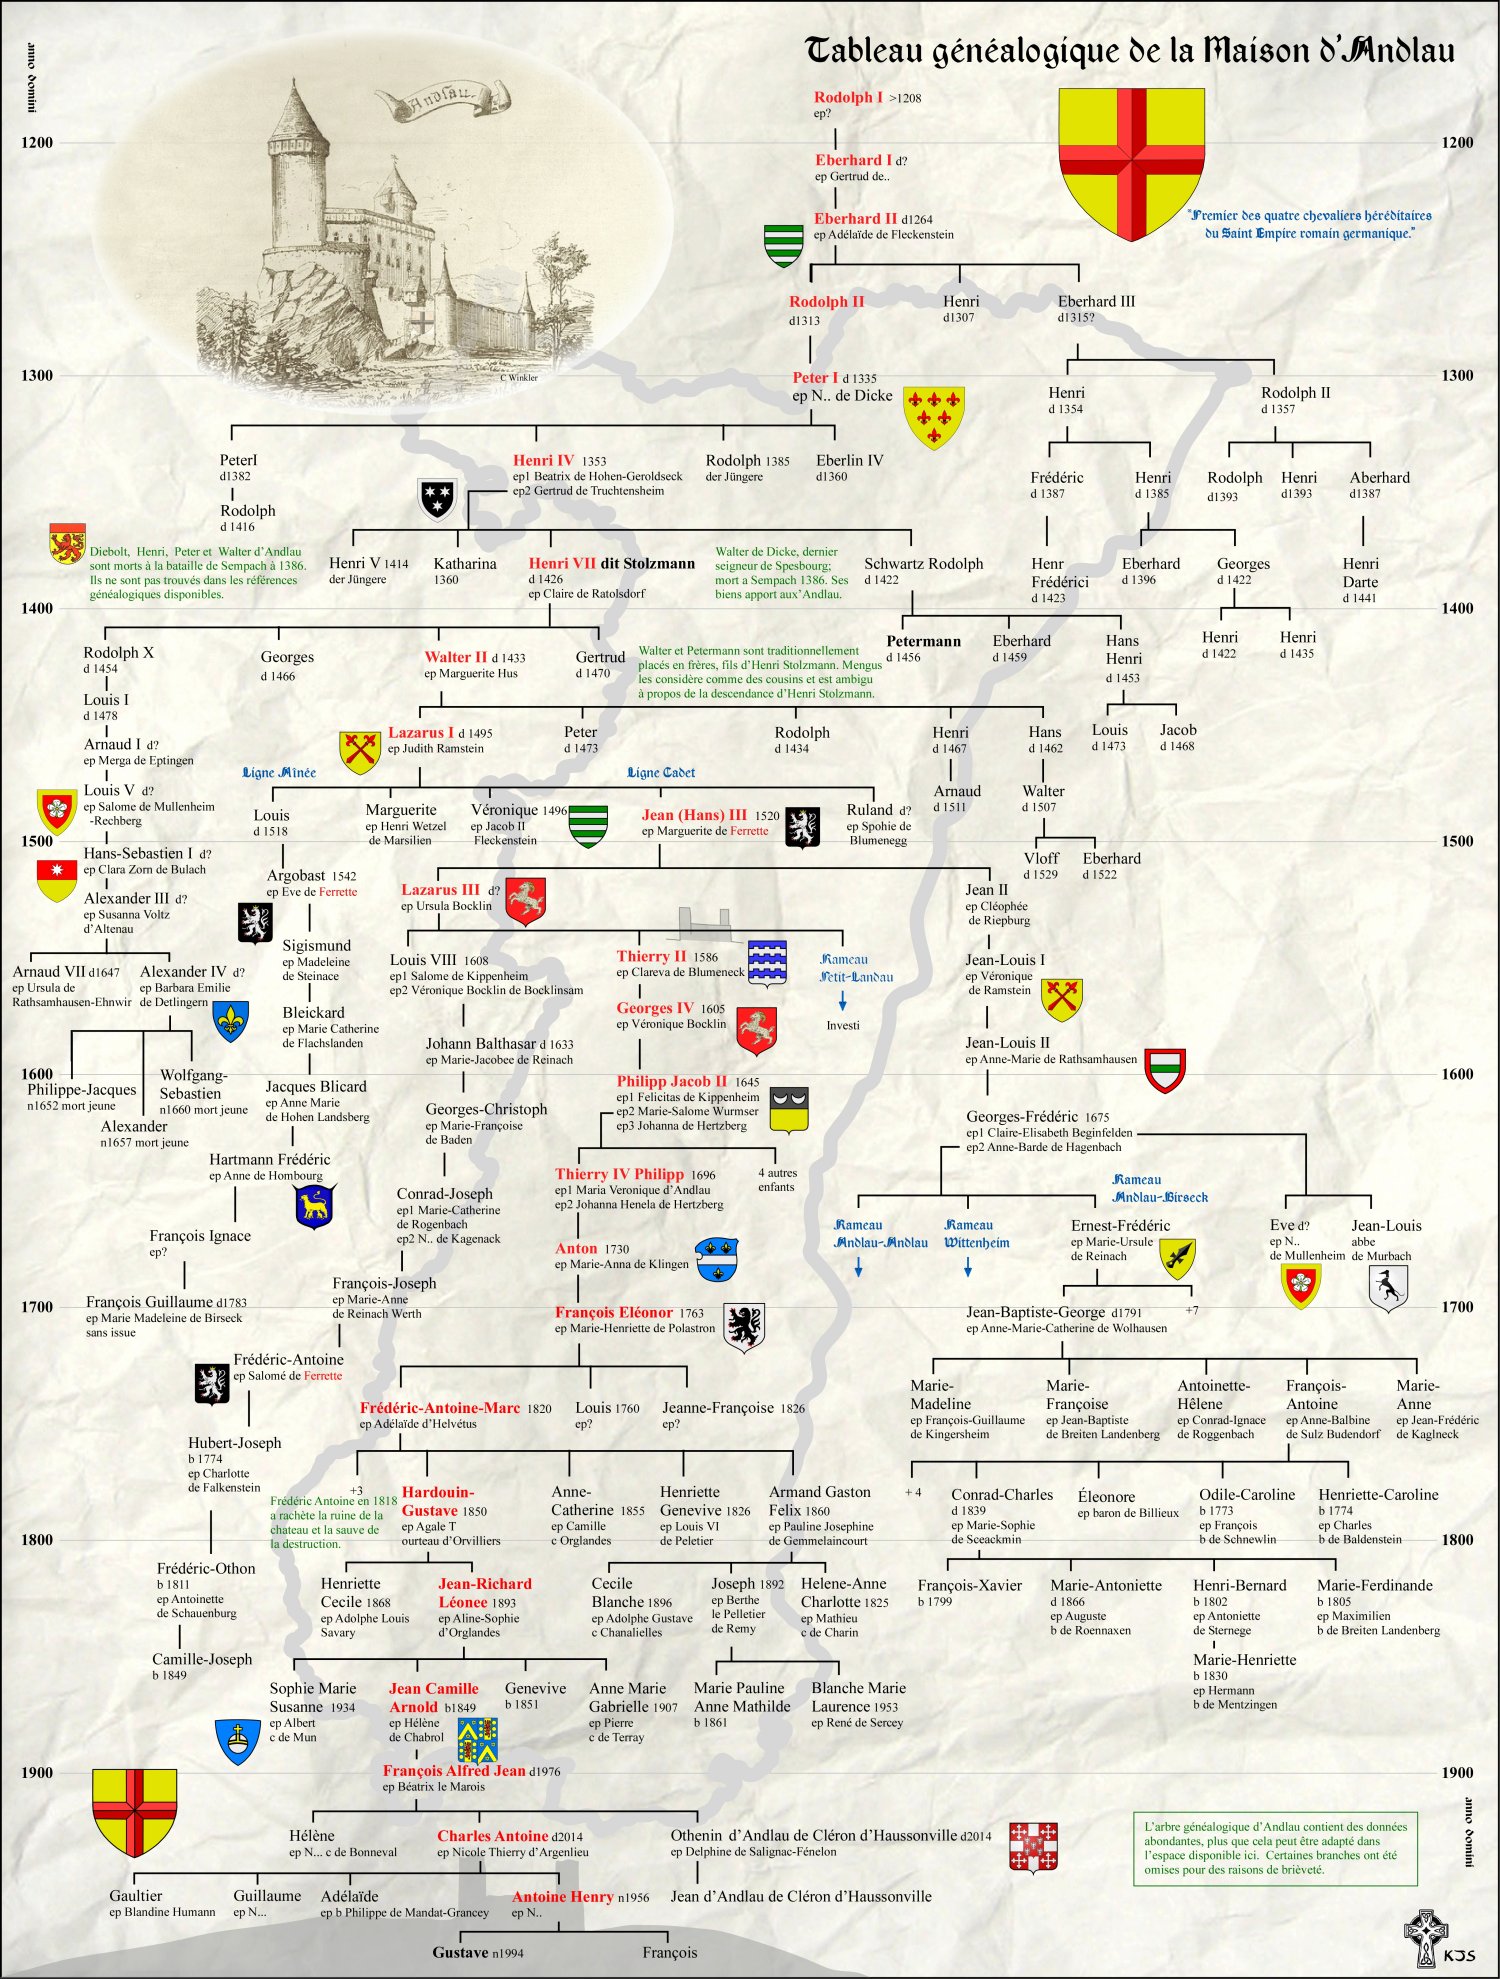 Tableau généalogique de la Maison d'Andlau
anno domini
Andlau.
C Winkler
"Premier des quatre chevaliers héréditaires
du Saint Empire romain germanique."
Rodolph I >1208
ep?
1200
1200
Eberhard I d?
ep Gertrud de..
Eberhard II d1264
ep Adélaïde de Fleckenstein
Rodolph II
d1313
Henri
d1307
Eberhard III
d1315?
1300
1300
Peter I d 1335
ep N.. de Dicke
Henri
d 1354
Rodolph II
d 1357
PeterI
d1382
Rodolph
d 1416
Henri IV 1353
ep1 Beatrix de Hohen-Geroldseck
ep2 Gertrud de Truchtensheim
Rodolph 1385
der Jüngere
Eberlin IV
d1360
Frédéric
d 1387
Henri
d 1385
Rodolph
d1393
Henri
d1393
Aberhard
d1387
Diebolt, Henri, Peter et Walter d'Andlau
sont morts à la bataille de Sempach à 1386.
Ils ne sont pas trouvés dans les références
généalogiques disponibles.
Henri V 1414
der Jüngere
Katharina
1360
Henri VII dit Stolzmann
d 1426
ep Claire de Ratolsdorf
Walter de Dicke, dernier
seigneur de Spesbourg;
mort a Sempach 1386. Ses
biens apport aux'Andlau.
Schwartz Rodolph
d 1422
Henr
Frédérici
d 1423
Eberhard
d 1396
Georges
d 1422
Henri
Darte
d 1441
1400
1400
Rodolph X
d 1454
Georges
d 1466
Walter II d 1433
ep Marguerite Hus
Gertrud
d 1470
Walter et Petermann sont traditionnellement
placés en frères, fils d'Henri Stolzmann. Mengus
les considère comme des cousins et est ambigu
à propos de la descendance d'Henri Stolzmann.
Petermann
d 1456
Eberhard
d 1459
Hans
Henri
d 1453
Henri
d 1422
Henri
d 1435
Louis I
d 1478
Arnaud I d?
ep Merga de Eptingen
Lazarus I d 1495
ep Judith Ramstein
Peter
d 1473
Rodolph
d 1434
Henri
d 1467
Hans
d 1462
Louis
d 1473
Jacob
d 1468
Ligne Aînée
Ligne Cadet
Louis V d?
ep Salome de Mullenheim
-Rechberg
Louis
d 1518
Marguerite
ep Henri Wetzel
de Marsilien
Véronique 1496
ep Jacob II
Fleckenstein
Jean (Hans) III 1520
ep Marguerite de Ferrette
Ruland d?
ep Spohie de
Blumenegg
Arnaud
d 1511
Walter
d 1507
1500
1500
Hans-Sebastien I d?
ep Clara Zorn de Bulach
Vloff
d 1529
Eberhard
d 1522
Argobast 1542
ep Eve de Ferrette
Lazarus III d?
ep Ursula Bocklin
Jean II
ep Cléophée
de Riepburg
Alexander III d?
ep Susanna Voltz
d'Altenau
Sigismund
ep Madeleine
de Steinace
Arnaud VII d1647
ep Ursula de
Rathsamhausen-Ehnwir
Alexander IV d?
ep Barbara Emilie
de Detlingern
Louis VIII 1608
ep1 Salome de Kippenheim
ep2 Véronique Bocklin de Bocklinsam
Thierry II 1586
ep Clareva de Blumeneck
Rameau
Petit-Landau
Investi
Jean-Louis I
ep Véronique
de Ramstein
Bleickard
ep Marie Catherine
de Flachslanden
Georges IV 1605
ep Véronique Bocklin
Johann Balthasar d 1633
ep Marie-Jacobee de Reinach
Jean-Louis II
ep Anne-Marie de Rathsamhausen
1600
1600
Philippe-Jacques
n1652 mort jeune
Wolfgang-
Sebastien
n1660 mort jeune
Alexander
n1657 mort jeune
Jacques Blicard
ep Anne Marie
de Hohen Landsberg
Philipp Jacob II 1645
ep1 Felicitas de Kippenheim
ep2 Marie-Salome Wurmser
ep3 Johanna de Hertzberg
Georges-Christoph
ep Marie-Françoise
de Baden
Georges-Frédéric 1675
ep1 Claire-Elisabeth Beginfelden
ep2 Anne-Barde de Hagenbach
Hartmann Frédéric
ep Anne de Hombourg
Thierry IV Philipp 1696
ep1 Maria Veronique d'Andlau
ep2 Johanna Henela de Hertzberg
4 autres
enfants
Conrad-Joseph
ep1 Marie-Catherine
de Rogenbach
ep2 N.. de Kagenack
Rameau
Andlau-Birseck
Rameau
Andlau-Andlau
Rameau
Wittenheim
Ernest-Frédéric
ep Marie-Ursule
de Reinach
Eve d?
ep N..
de Mullenheim
Jean-Louis
abbe
de Murbach
François Ignace
ep?
Anton 1730
ep Marie-Anna de Klingen
François-Joseph
ep Marie-Anne
de Reinach Werth
François Guillaume d1783
ep Marie Madeleine de Birseck
sans issue
1700
1700
François Eléonor 1763
ep Marie-Henriette de Polastron
Jean-Baptiste-George d1791
ep Anne-Marie-Catherine de Wolhausen
+7
Frédéric-Antoine
ep Salomé de Ferrette
Marie-
Madeline
ep François-Guillaume
de Kingersheim
Marie-
Françoise
ep Jean-Baptiste
de Breiten Landenberg
Antoinette-
Hêlene
ep Conrad-Ignace
de Roggenbach
François-
Antoine
ep Anne-Balbine
de Sulz Budendorf
Marie-
Anne
ep Jean-Frédéric
de Kaglneck
Frédéric-Antoine-Marc 1820
ep Adélaïde d'Helvétus
Louis 1760
ep?
Jeanne-Françoise 1826
ep?
Hubert-Joseph
b 1774
ep Charlotte
de Falkenstein
+3
Hardouin-
Gustave 1850
ep Agale T
ourteau d'Orvilliers
Anne-
Catherine 1855
ep Camille
c Orglandes
Henriette
Genevive 1826
ep Louis VI
de Peletier
Armand Gaston
Felix 1860
ep Pauline Josephine
de Gemmelaincourt
+ 4
Conrad-Charles
d 1839
ep Marie-Sophie
de Sceackmin
Éleonore
ep baron de Billieux
Odile-Caroline
b 1773
ep François
b de Schnewlin
Henriette-Caroline
b 1774
ep Charles
b de Baldenstein
Frédéric Antoine en 1818
a rachète la ruine de la
chateau et la sauve de
la destruction.
1800
1800
Frédéric-Othon
b 1811
ep Antoinette
de Schauenburg
Henriette
Cecile 1868
ep Adolphe Louis
Savary
Jean-Richard
Léonee 1893
ep Aline-Sophie
d'Orglandes
Cecile
Blanche 1896
ep Adolphe Gustave
c Chanalielles
Joseph 1892
ep Berthe
le Pelletier
de Remy
Helene-Anne
Charlotte 1825
ep Mathieu
c de Charin
François-Xavier
b 1799
Marie-Antoniette
d 1866
ep Auguste
b de Roennaxen
Henri-Bernard
b 1802
ep Antoniette
de Sternege
Marie-Ferdinande
b 1805
ep Maximilien
b de Breiten Landenberg
Camille-Joseph
b 1849
Marie-Henriette
b 1830
ep Hermann
b de Mentzingen
Sophie Marie
Susanne 1934
ep Albert
c de Mun
Jean Camille
Arnold b1849
ep Hélène
de Chabrol
Genevive
b 1851
Anne Marie
Gabrielle 1907
ep Pierre
c de Terray
Marie Pauline
Anne Mathilde
b 1861
Blanche Marie
Laurence 1953
ep René de Sercey
1900
1900
François Alfred Jean d1976
ep Béatrix le Marois
anno domini
Hélène
ep N... c de Bonneval
Charles Antoine d2014
ep Nicole Thierry d'Argenlieu
Othenin d'Andlau de Cléron d'Haussonville d2014
ep Delphine de Salignac-Fénelon
L'arbre généalogique d'Andlau contient des données
abondantes, plus que cela peut être adapté dans
l'espace disponible ici. Certaines branches ont été
omises pour des raisons de brièveté.
Gaultier
ep Blandine Humann
Guillaume
ep N...
Adélaïde
ep b Philippe de Mandat-Grancey
Antoine Henry n1956
ep N..
Jean d'Andlau de Cléron d'Haussonville
Gustave n1994
François
KJS